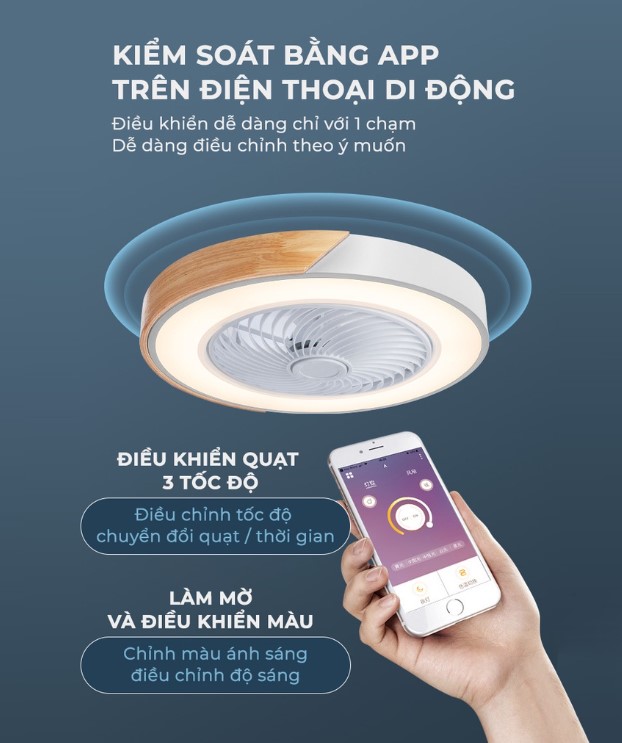 KIỂM SOÁT BẰNG APP
TRÊN ĐIỆN THOẠI DI ĐỘNG
Điều khiển dễ dàng chỉ với 1 chạm
Dễ dàng điều chỉnh theo ý muốn
ĐIỀU KHIỂN QUẠT
3 TỐC ĐỘ
Điều chỉnh tốc độ
chuyển đổi quạt / thời gian
LÀM MỜ
VÀ ĐIỀU KHIỂN MÀU
Chỉnh màu ánh sáng
điều chỉnh độ sáng